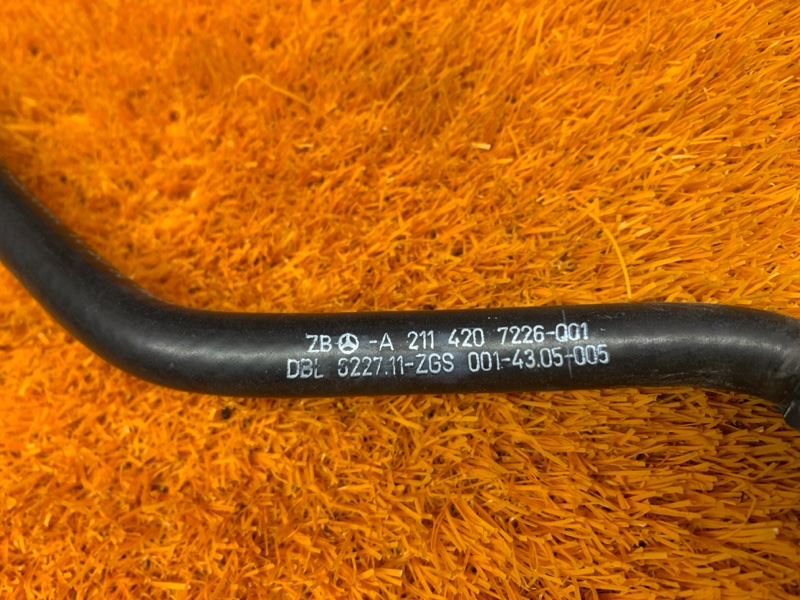 ZB -A 211 420 7226-Q01
DBL 6227.11-ZGS 001-43.05-005